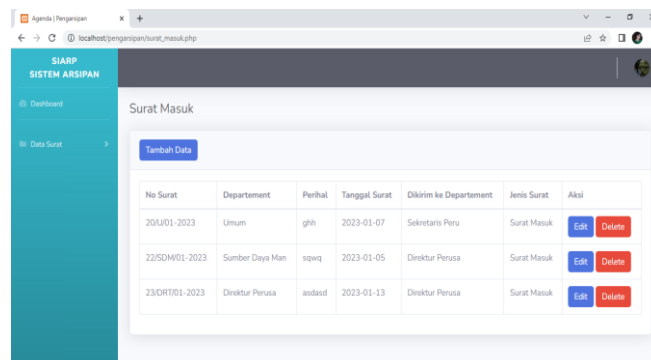 Agenda | Pengarsipan
localhost/pengarsipan/surat_masuk.php
SIARP
SISTEM ARSIPAN
Dashboard
Data Surat
Surat Masuk
Tambah Data
No Surat Departement Perihal Tanggal Surat Dikirim ke Departement Jenis Surat Aksi
20/U/01-2023 Umum ghh 2023-01-07 Sekretaris Peru Surat Masuk Edit Delete
22/SDM/01-2023 Sumber Daya Man sqwq 2023-01-05 Direktur Perusa Surat Masuk Edit Delete
23/DRT/01-2023 Direktur Perusa asdasd 2023-01-13 Direktur Perusa Surat Masuk Edit Delete